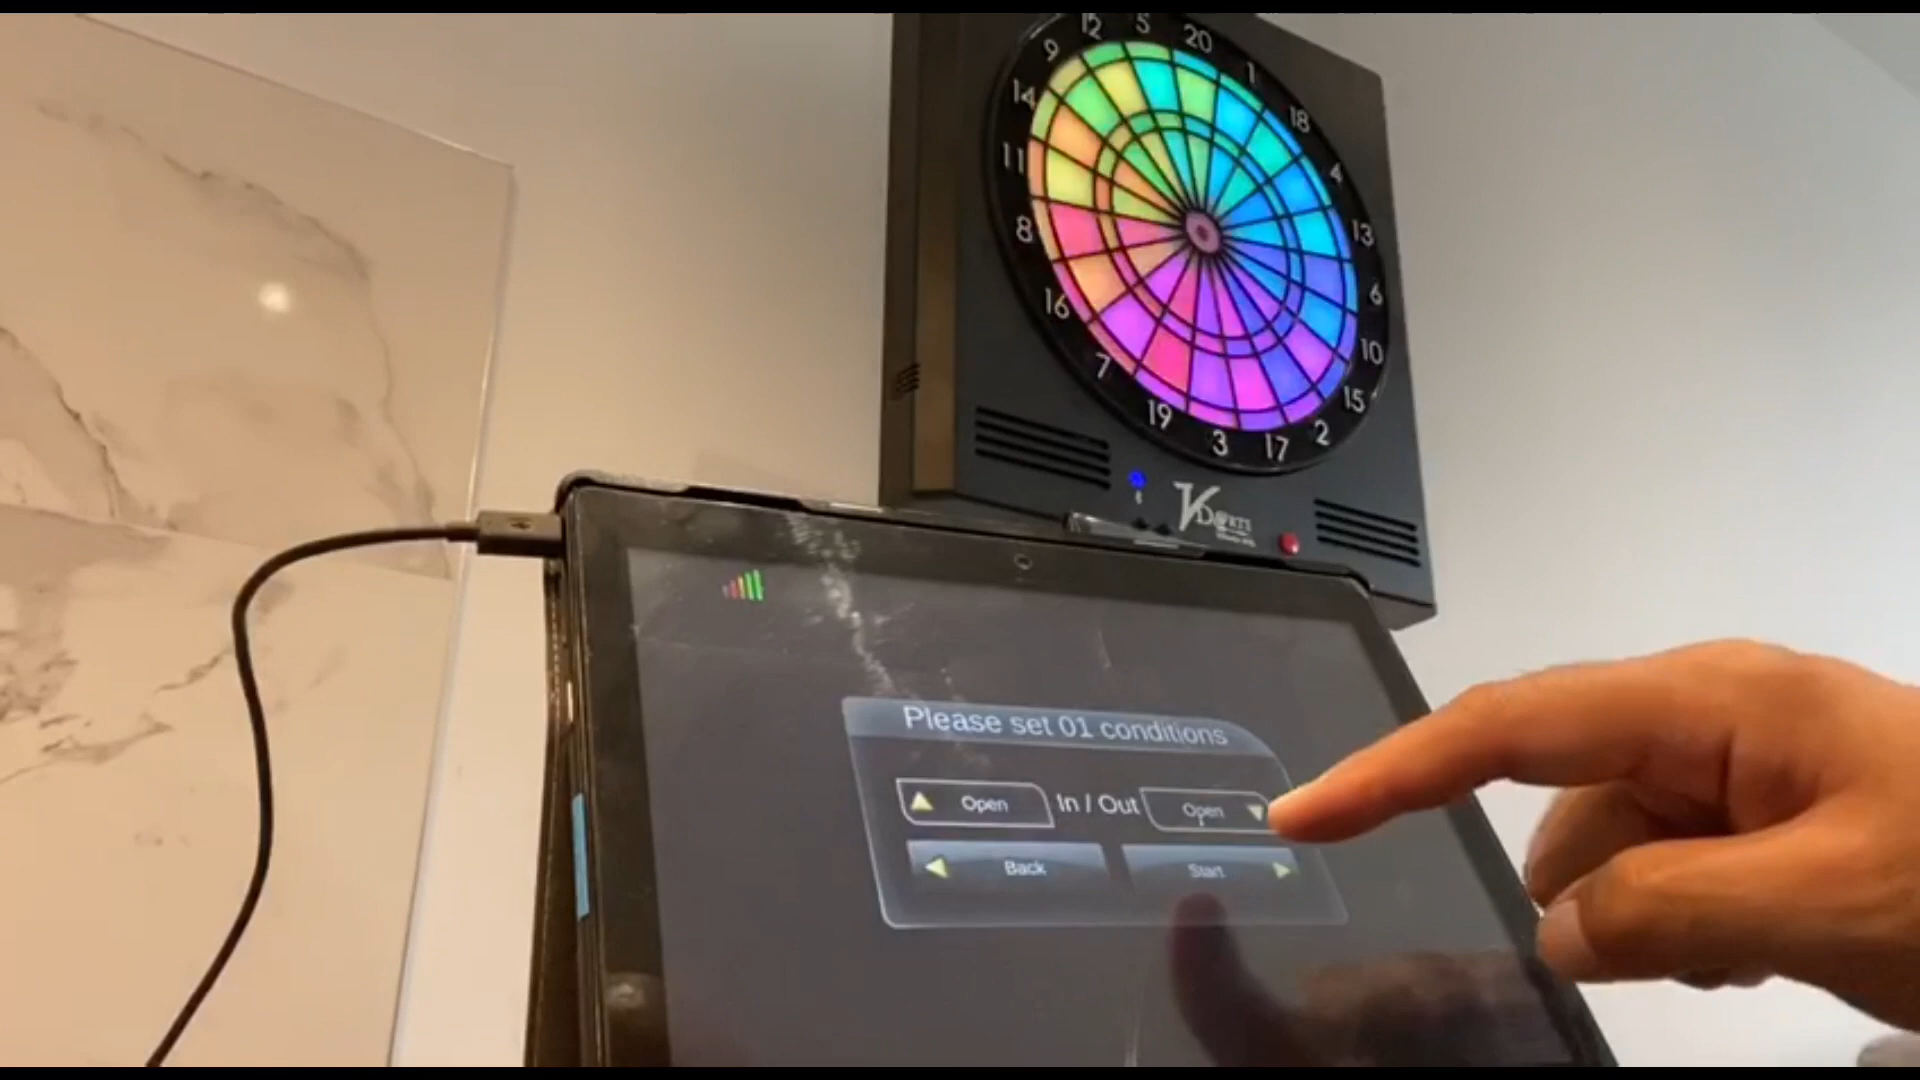 12 5 20
9 1
14 18
11 4
8 13
16 6
7 10
19 3 17 2 15
VDarts
Please set 01 conditions
Open In / Out Open
Back Start